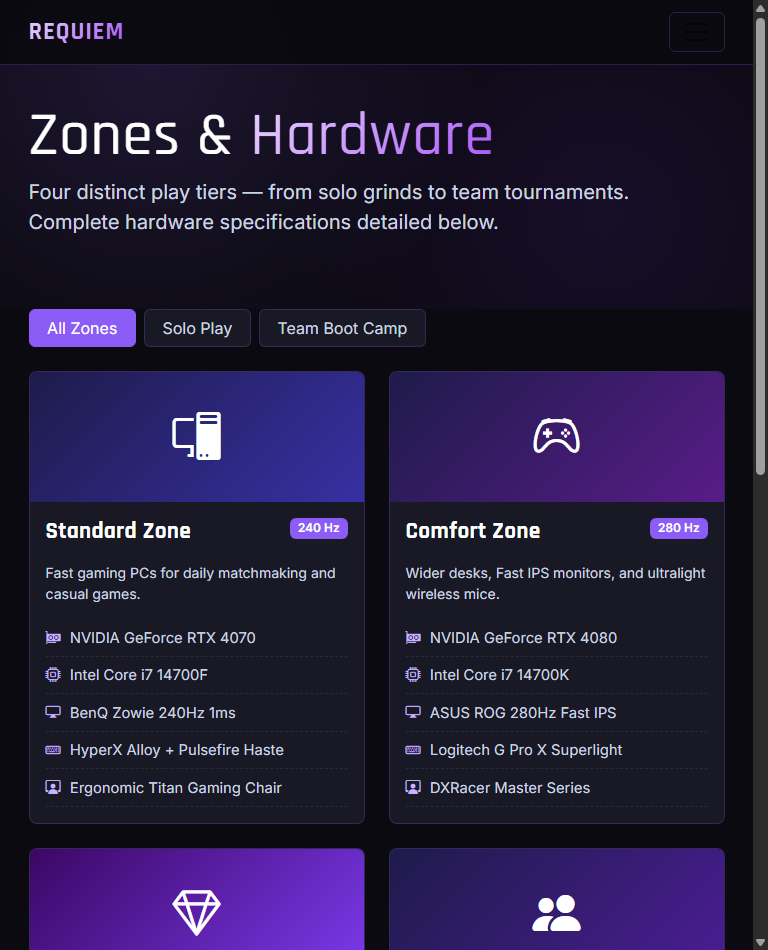 REQUIEM
Zones & Hardware
Four distinct play tiers — from solo grinds to team tournaments.
Complete hardware specifications detailed below.
All Zones
Solo Play
Team Boot Camp
Standard Zone
240 Hz
Fast gaming PCs for daily matchmaking and
casual games.
NVIDIA GeForce RTX 4070
Intel Core i7 14700F
BenQ Zowie 240Hz 1ms
HyperX Alloy + Pulsefire Haste
Ergonomic Titan Gaming Chair
Comfort Zone
280 Hz
Wider desks, Fast IPS monitors, and ultralight
wireless mice.
NVIDIA GeForce RTX 4080
Intel Core i7 14700K
ASUS ROG 280Hz Fast IPS
Logitech G Pro X Superlight
DXRacer Master Series